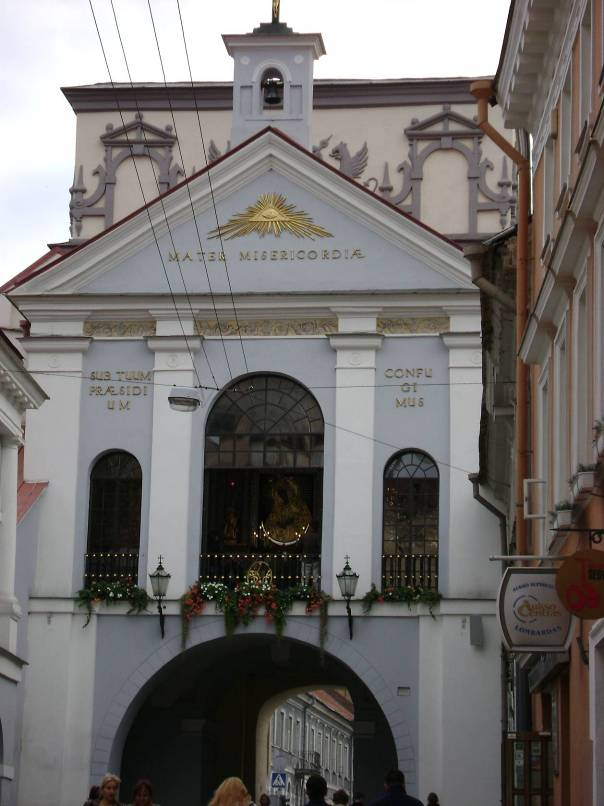 MATER MISERICORDIÆ
SUB TUUM
PRÆSIDI
UM
CONFU
GI
MUS
LOMBARDAS